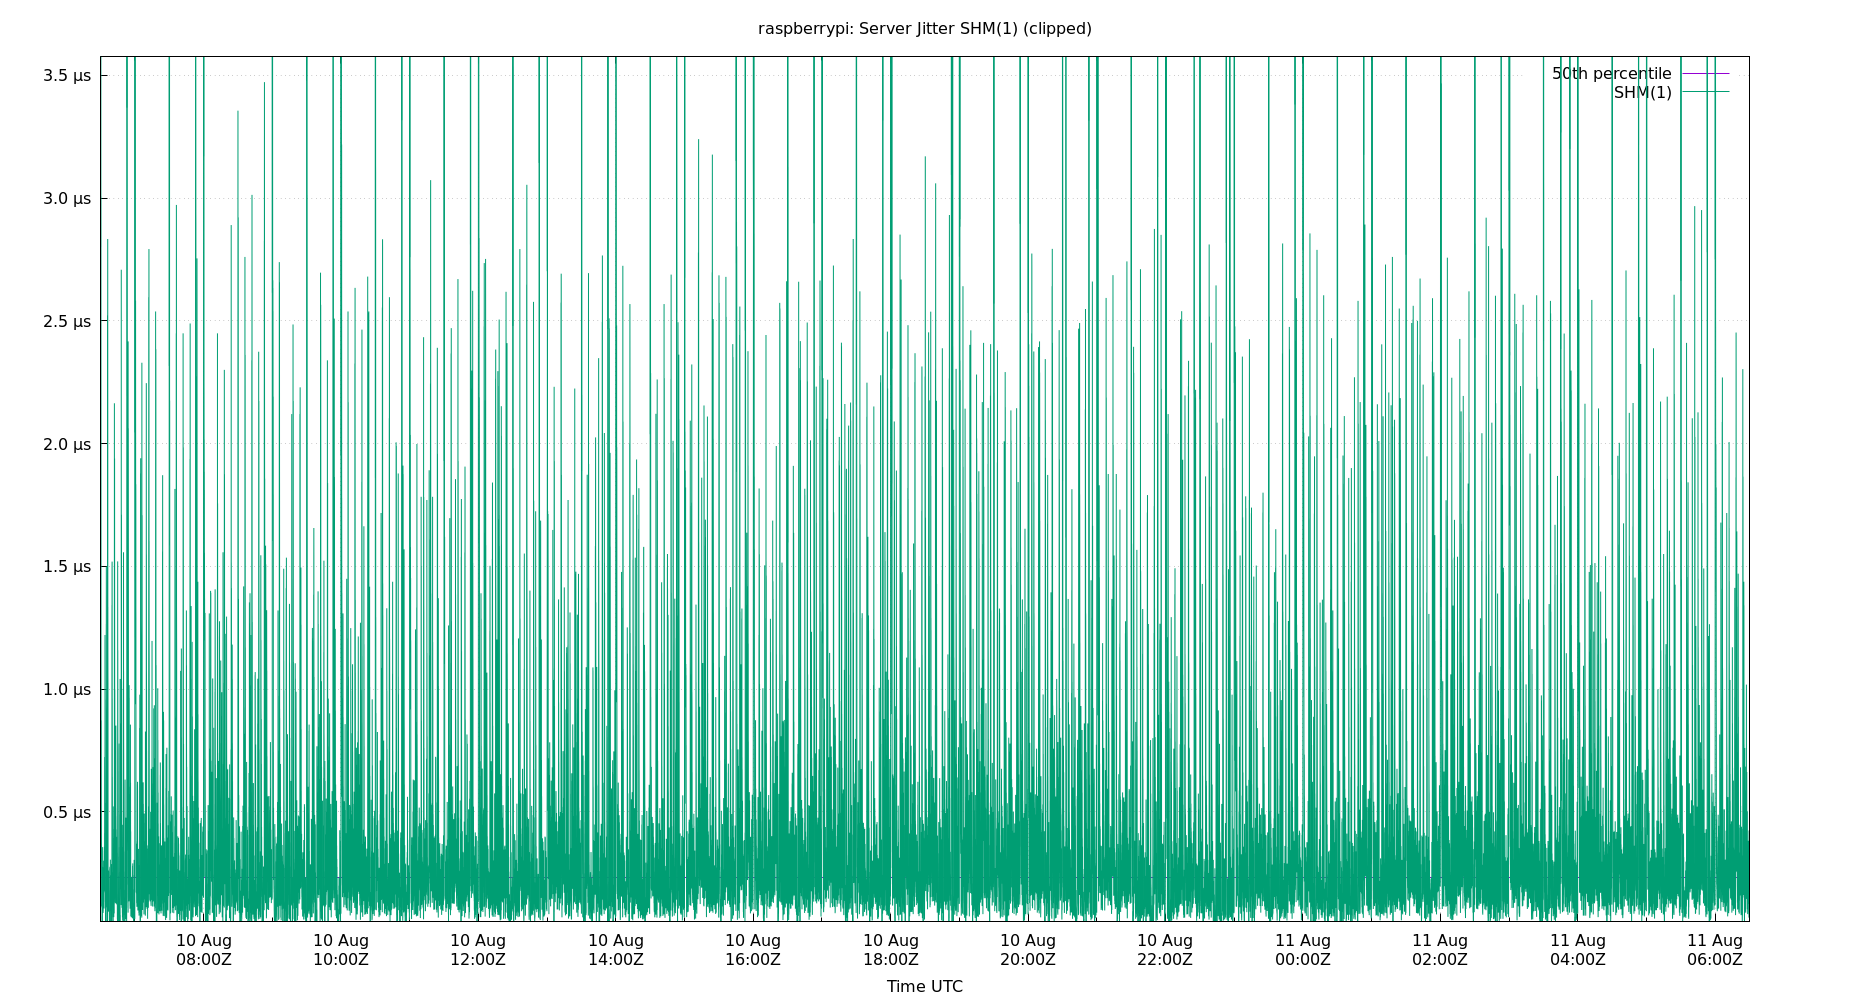 raspberrypi: Server Jitter SHM(1) (clipped)
50th percentile
SHM(1)
3.5 µs
3.0 µs
2.5 µs
2.0 µs
1.5 µs
1.0 µs
0.5 µs
10 Aug 10 Aug 10 Aug 10 Aug 10 Aug 10 Aug 10 Aug 10 Aug 11 Aug 11 Aug 11 Aug 11 Aug
08:00Z 10:00Z 12:00Z 14:00Z 16:00Z 18:00Z 20:00Z 22:00Z 00:00Z 02:00Z 04:00Z 06:00Z
Time UTC